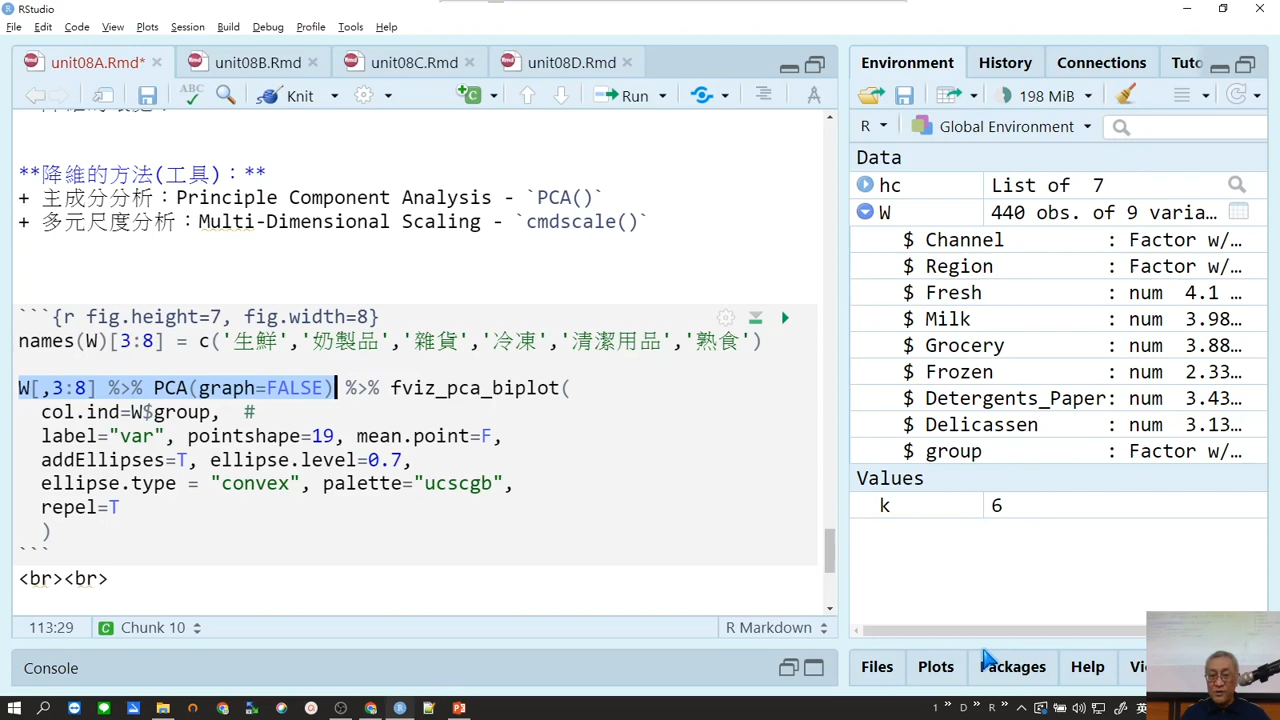 RStudio
File Edit Code View Plots Session Build Debug Profile Tools Help
unit08A.Rmd* unit08B.Rmd unit08C.Rmd unit08D.Rmd
ABC Knit Run
**降維的方法(工具)：**
+ 主成分分析：Principle Component Analysis - `PCA()`
+ 多元尺度分析：Multi-Dimensional Scaling - `cmdscale()`
```{r fig.height=7, fig.width=8}
names(W)[3:8] = c('生鮮','奶製品','雜貨','冷凍','清潔用品','熟食')
W[,3:8] %>% PCA(graph=FALSE) %>% fviz_pca_biplot(
col.ind=W$group, #
label="var", pointshape=19, mean.point=F,
addEllipses=T, ellipse.level=0.7,
ellipse.type = "convex", palette="ucscgb",
repel=T
)
```
<br><br>
113:29 Chunk 10 R Markdown
Console
Environment History Connections Tuto
198 MiB
R Global Environment
Data
hc List of 7
W 440 obs. of 9 varia…
$ Channel : Factor w/…
$ Region : Factor w/…
$ Fresh : num 4.1 …
$ Milk : num 3.98…
$ Grocery : num 3.65…
$ Frozen : num 2.33…
$ Detergents_Paper: num 3.43…
$ Delicassen : num 3.13…
$ group : Factor w/…
Values
k 6
Files Plots Packages Help Vi
1 » D » R »
英